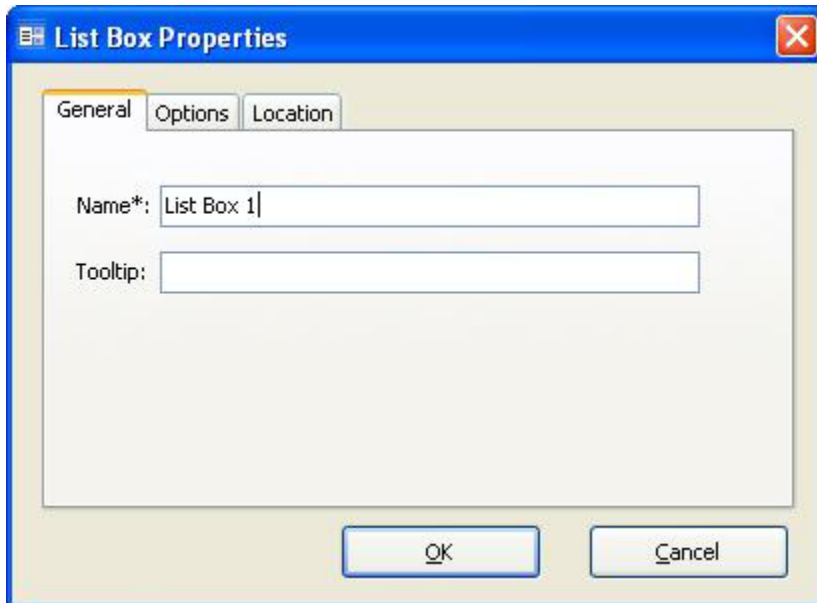 List Box Properties
General Options Location
Name*: List Box 1
Tooltip:
OK Cancel